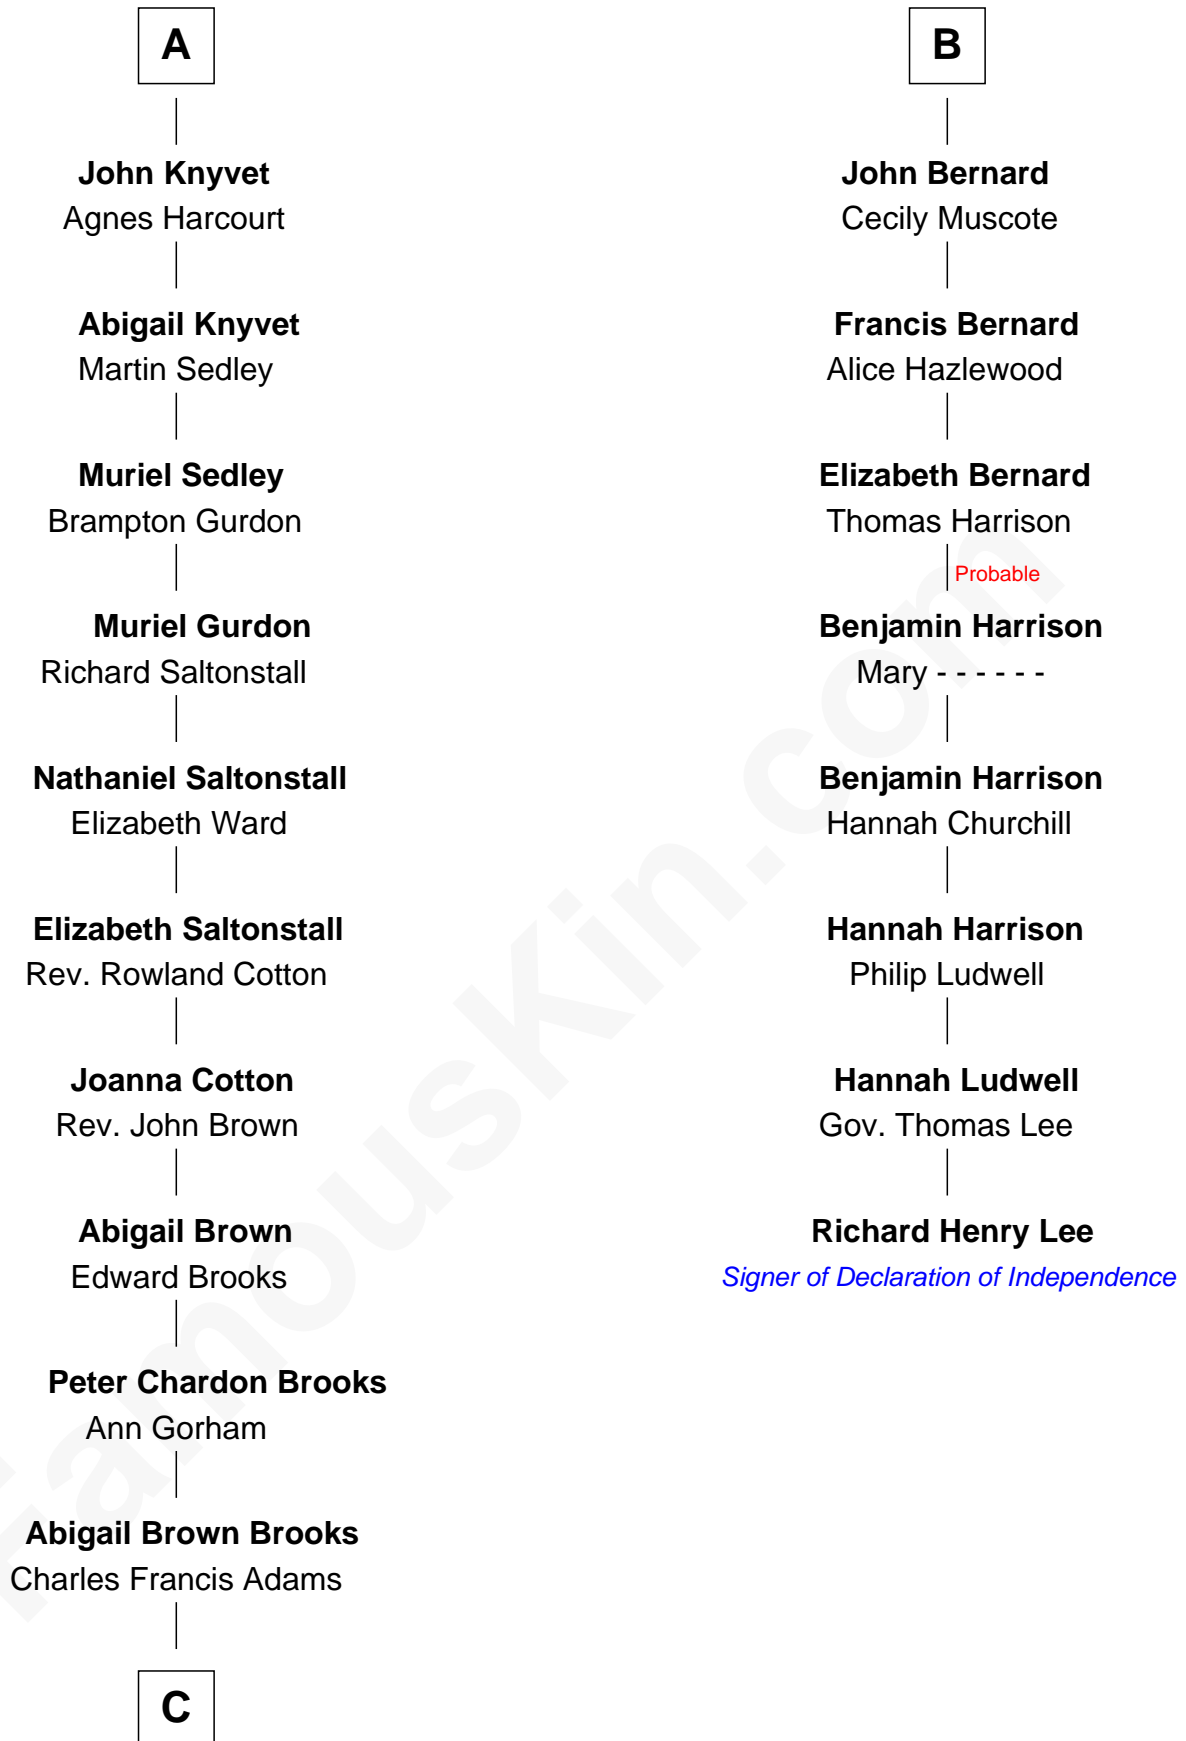 A
John Knyvet
Agnes Harcourt
Abigail Knyvet
Martin Sedley
Muriel Sedley
Brampton Gurdon
Muriel Gurdon
Richard Saltonstall
Nathaniel Saltonstall
Elizabeth Ward
Elizabeth Saltonstall
Rev. Rowland Cotton
Joanna Cotton
Rev. John Brown
Abigail Brown
Edward Brooks
Peter Chardon Brooks
Ann Gorham
Abigail Brown Brooks
Charles Francis Adams
C
B
John Bernard
Cecily Muscote
Francis Bernard
Alice Hazlewood
Elizabeth Bernard
Thomas Harrison
Probable
Benjamin Harrison
Mary - - - - - -
Benjamin Harrison
Hannah Churchill
Hannah Harrison
Philip Ludwell
Hannah Ludwell
Gov. Thomas Lee
Richard Henry Lee
Signer of Declaration of Independence
FamousKin.com